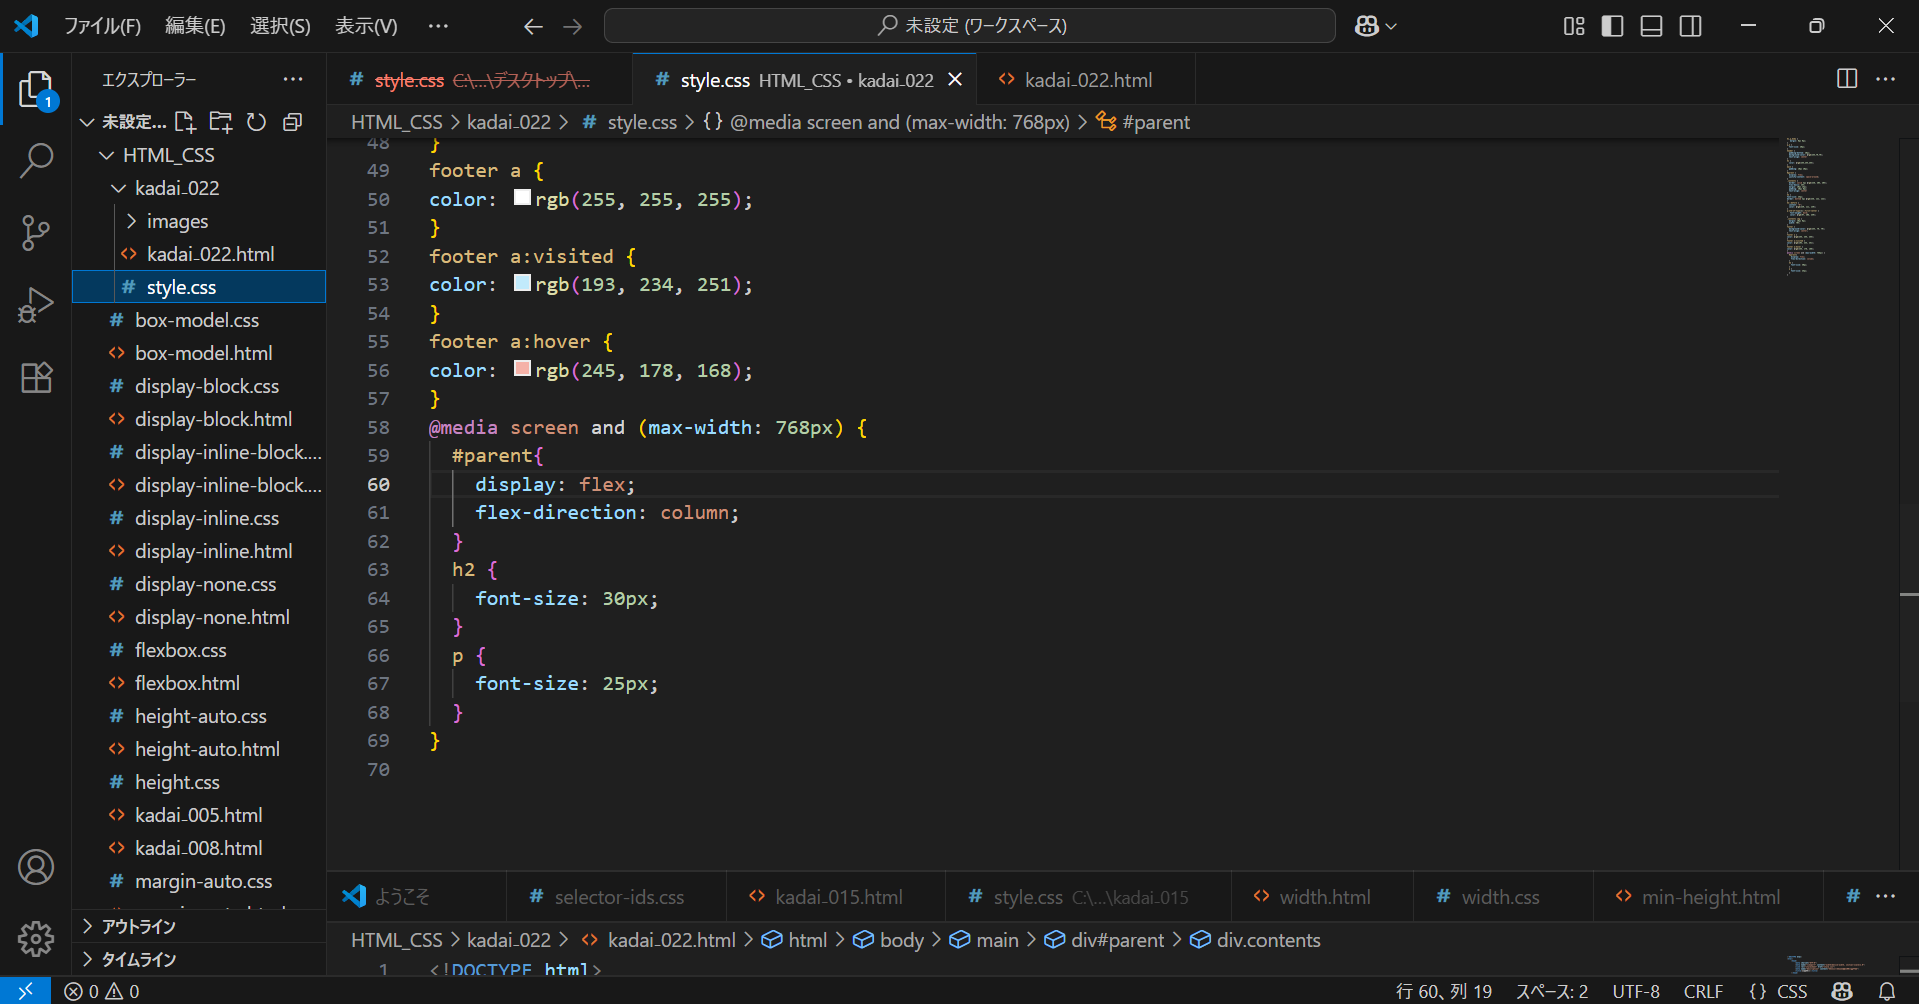 ファイル(F) 編集(E) 選択(S) 表示(V) ··· ← → 未設定 (ワークスペース)
エクスプローラー ···
style.css C:\...\デスクトップ\... style.css HTML_CSS • kadai_022 kadai_022.html ···
未設定...
HTML_CSS > kadai_022 > # style.css > {} @media screen and (max-width: 768px) > #parent
HTML_CSS
kadai_022
images
kadai_022.html
style.css
box-model.css
box-model.html
display-block.css
display-block.html
display-inline-block....
display-inline-block....
display-inline.css
display-inline.html
display-none.css
display-none.html
flexbox.css
flexbox.html
height-auto.css
height-auto.html
height.css
kadai_005.html
kadai_008.html
margin-auto.css
アウトライン
タイムライン
48 }
49 footer a {
50 color: rgb(255, 255, 255);
51 }
52 footer a:visited {
53 color: rgb(193, 234, 251);
54 }
55 footer a:hover {
56 color: rgb(245, 178, 168);
57 }
58 @media screen and (max-width: 768px) {
59 #parent{
60 display: flex;
61 flex-direction: column;
62 }
63 h2 {
64 font-size: 30px;
65 }
66 p {
67 font-size: 25px;
68 }
69 }
70
ようこそ # selector-ids.css <> kadai_015.html # style.css C:\...\kadai_015 <> width.html # width.css <> min-height.html # ···
HTML_CSS > kadai_022 > <> kadai_022.html > html > body > main > div#parent > div.contents
1 <!DOCTYPE html>
0 0 行 60、列 19 スペース: 2 UTF-8 CRLF {} CSS
1